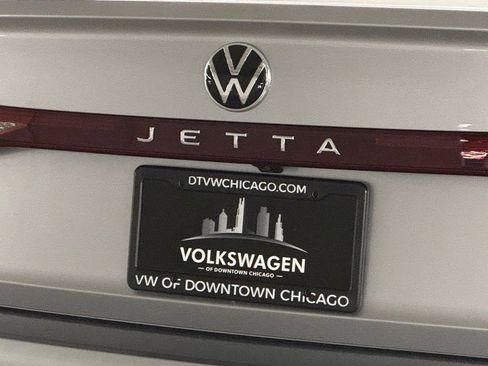 JETTA
DTVWCHICAGO.COM
VOLKSWAGEN
OF DOWNTOWN CHICAGO
VW OF DOWNTOWN CHICAGO